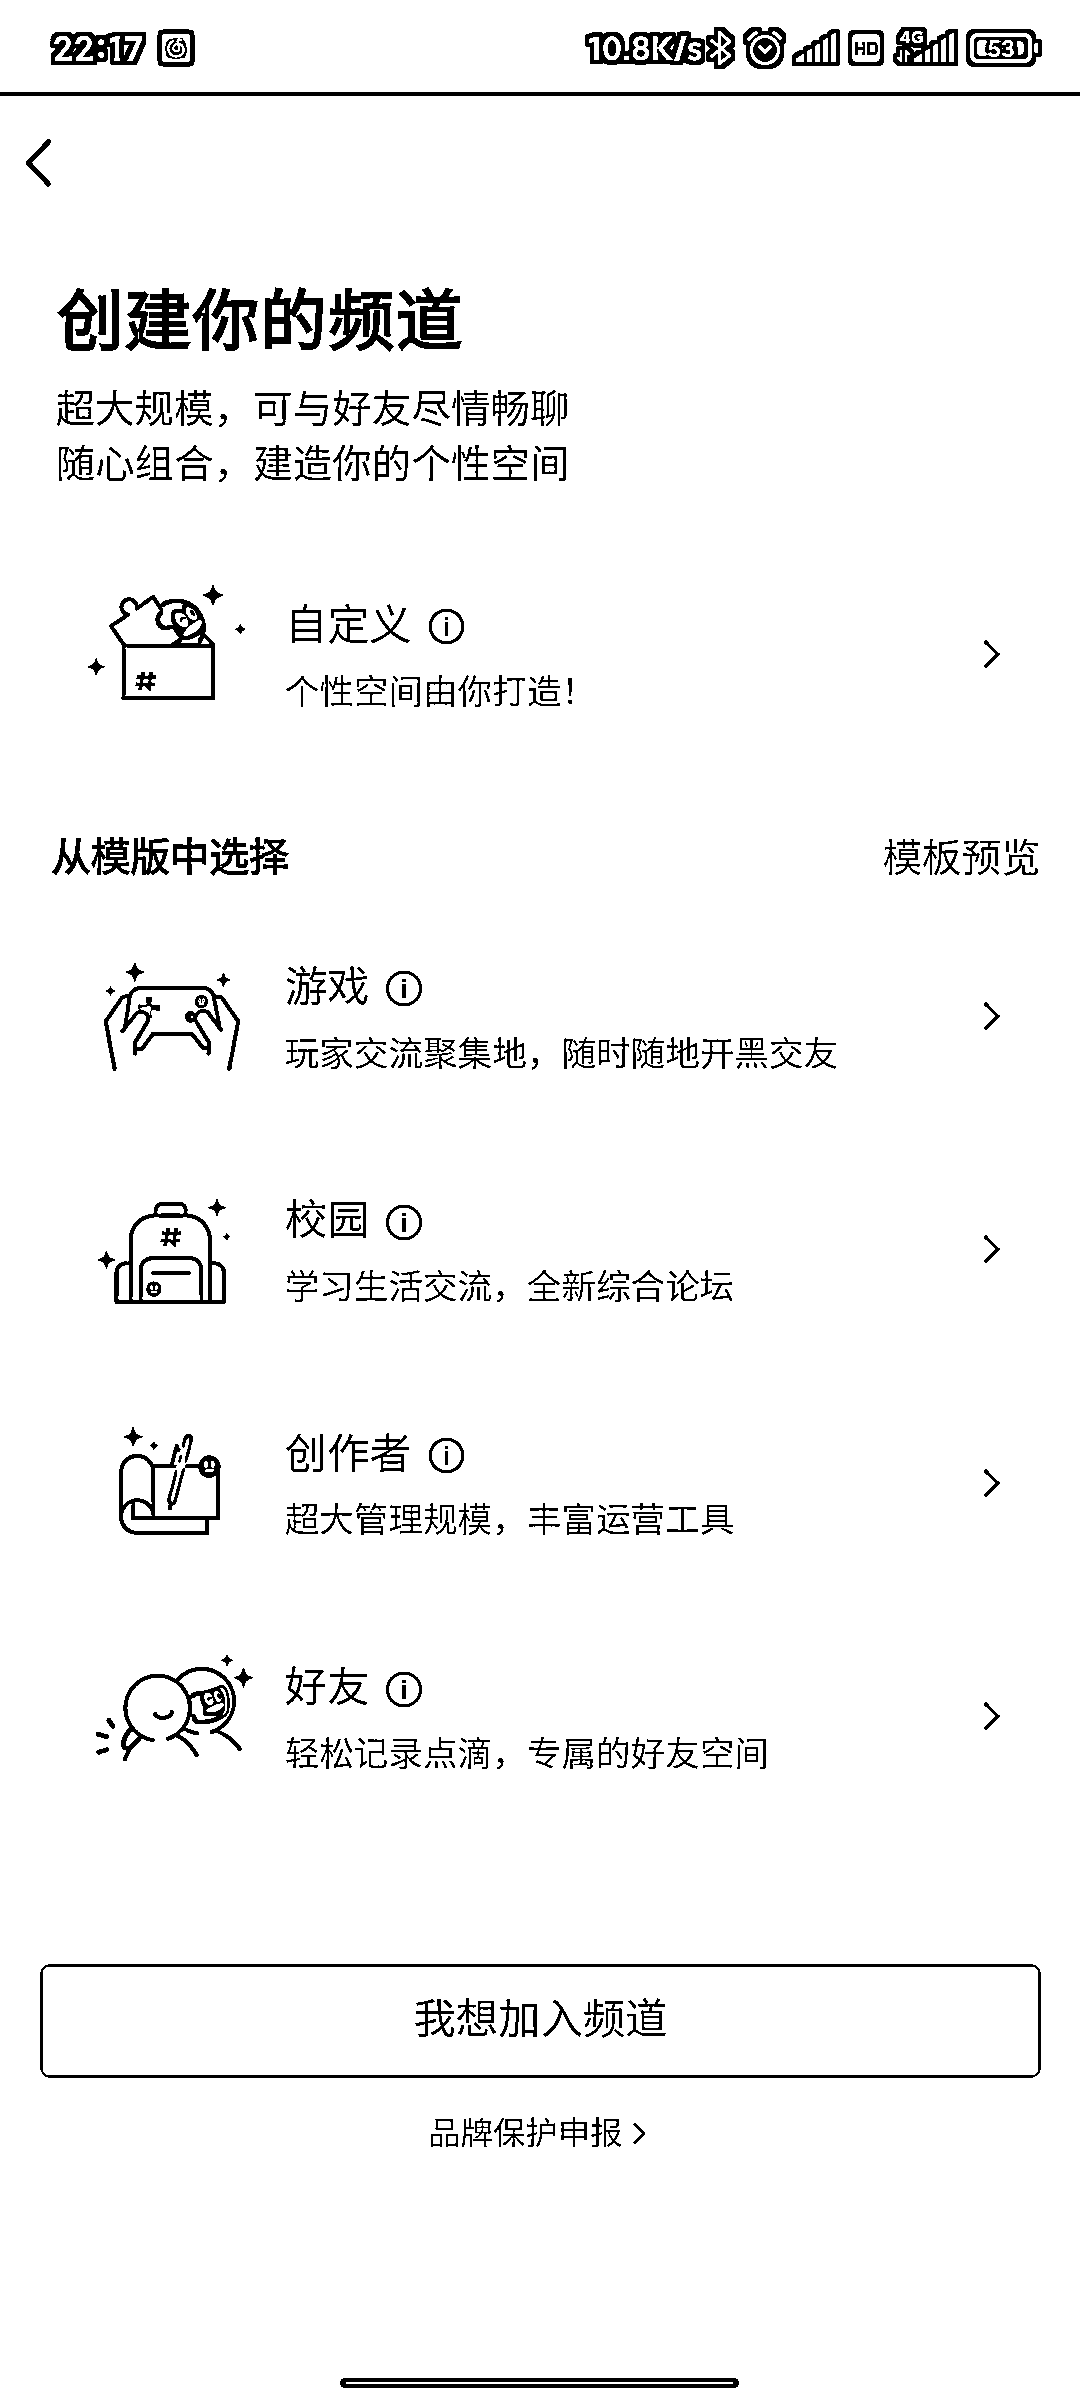 22:17 10.8K/s HD 4G 53
创建你的频道
超大规模，可与好友尽情畅聊
随心组合，建造你的个性空间
#
自定义
个性空间由你打造！
从模版中选择 模板预览
游戏
玩家交流聚集地，随时随地开黑交友
#
校园
学习生活交流，全新综合论坛
创作者
超大管理规模，丰富运营工具
好友
轻松记录点滴，专属的好友空间
我想加入频道
品牌保护申报